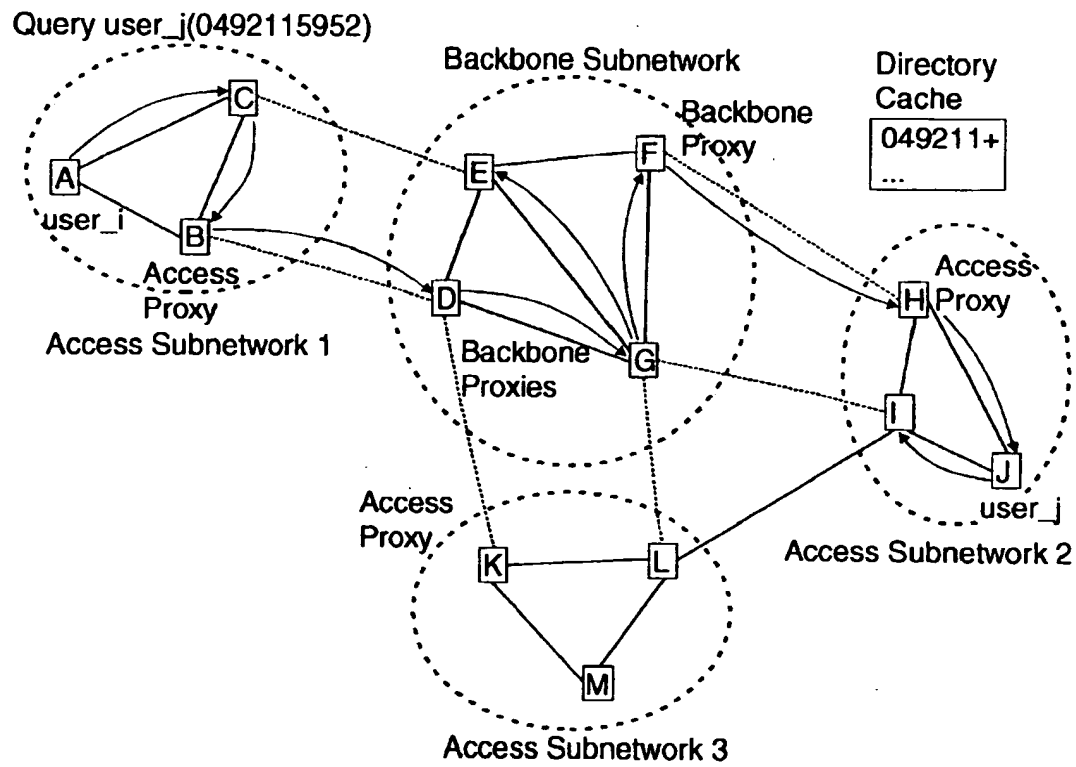 Query user_j(0492115952)
Backbone Subnetwork
Directory
Cache
049211+
...
Backbone
Proxy
C
A
user_i
B
Access
Proxy
Access Subnetwork 1
E
F
D
G
Backbone
Proxies
Access
Proxy
H
I
J
user_j
Access Subnetwork 2
Access
Proxy
K
L
M
Access Subnetwork 3